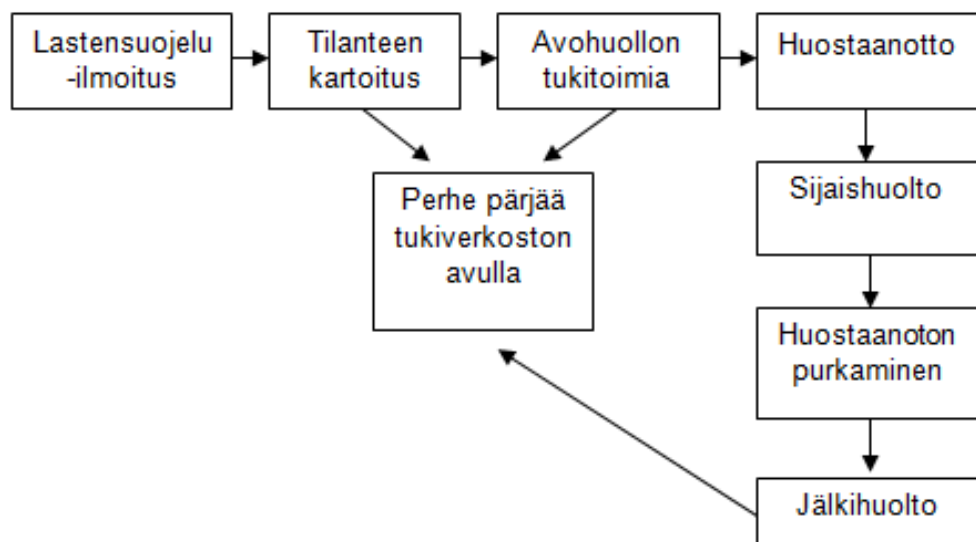 Lastensuojelu
-ilmoitus
Tilanteen
kartoitus
Avohuollon
tukitoimia
Huostaanotto
Perhe pärjää
tukiverkoston
avulla
Sijaishuolto
Huostaanoton
purkaminen
Jälkihuolto